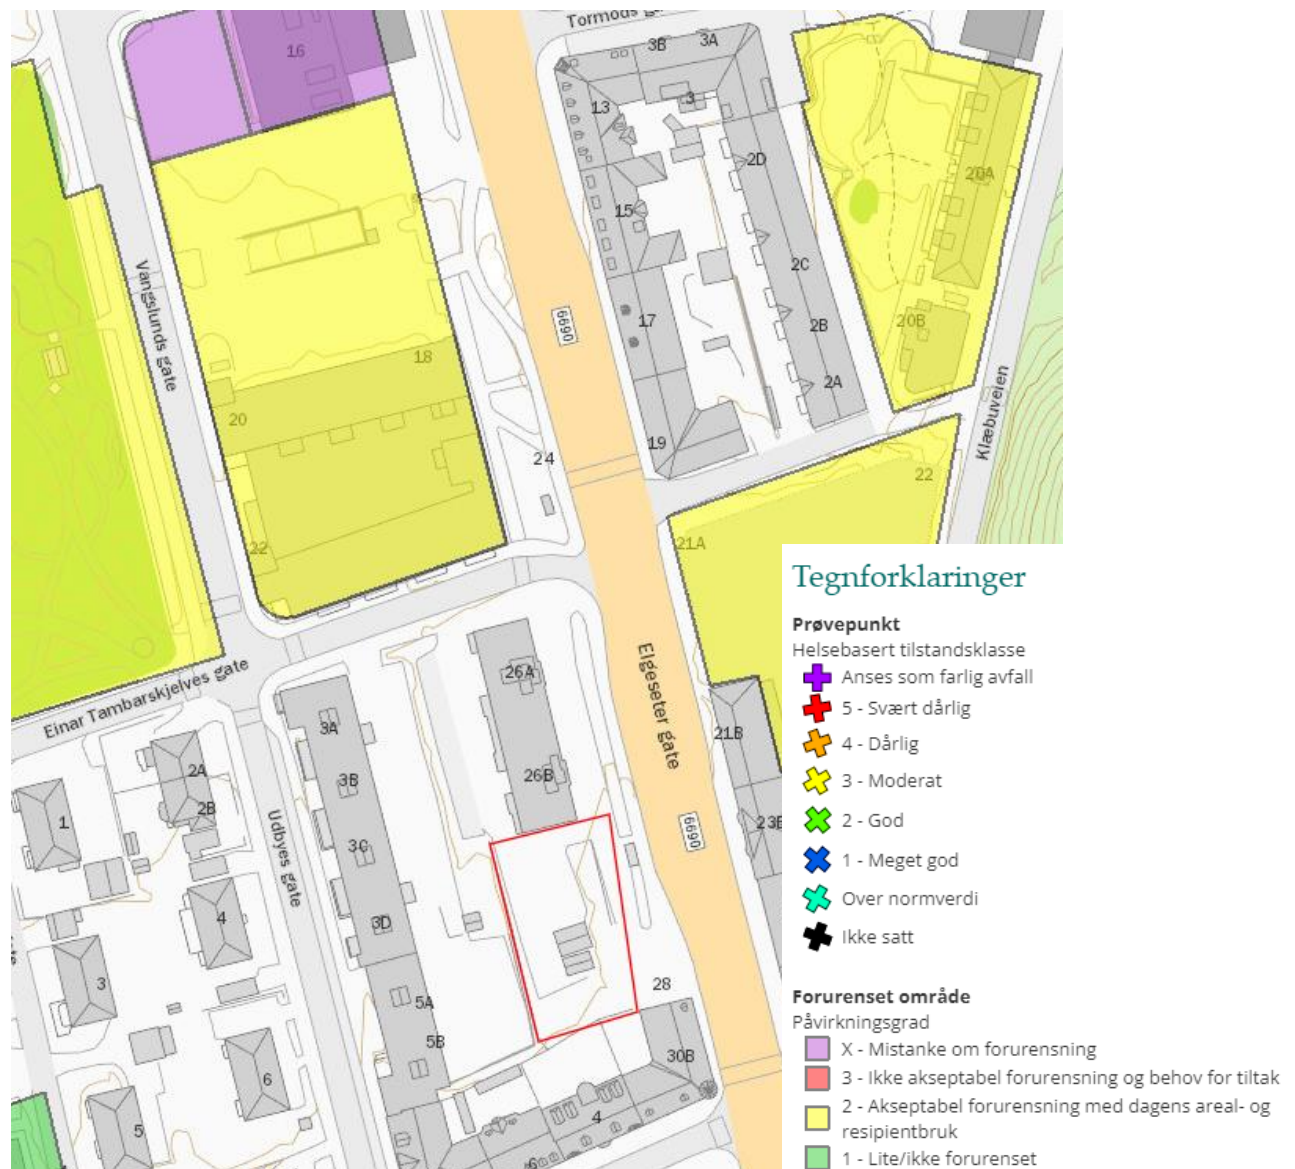 Tormods
16
3B
3A
13
3
2D
20A
15
2C
Vangslunds gate
17
6690
2B
20B
18
2A
20
Klæbuveien
19
24
22
21A
22
Einar Tambarskjelves gate
26A
Elgeseter gate
3A
21B
2A
3B
26B
2B
1
Udbyes gate
6690
3C
4
3D
3
28
5A
5B
30B
6
4
5
6
Tegnforklaringer
Prøvepunkt
Helsebasert tilstandsklasse
Anses som farlig avfall
5 - Svært dårlig
4 - Dårlig
3 - Moderat
2 - God
1 - Meget god
Over normverdi
Ikke satt
Forurenset område
Påvirkningsgrad
X - Mistanke om forurensning
3 - Ikke akseptabel forurensning og behov for tiltak
2 - Akseptabel forurensning med dagens areal- og
resipientbruk
1 - Lite/ikke forurenset